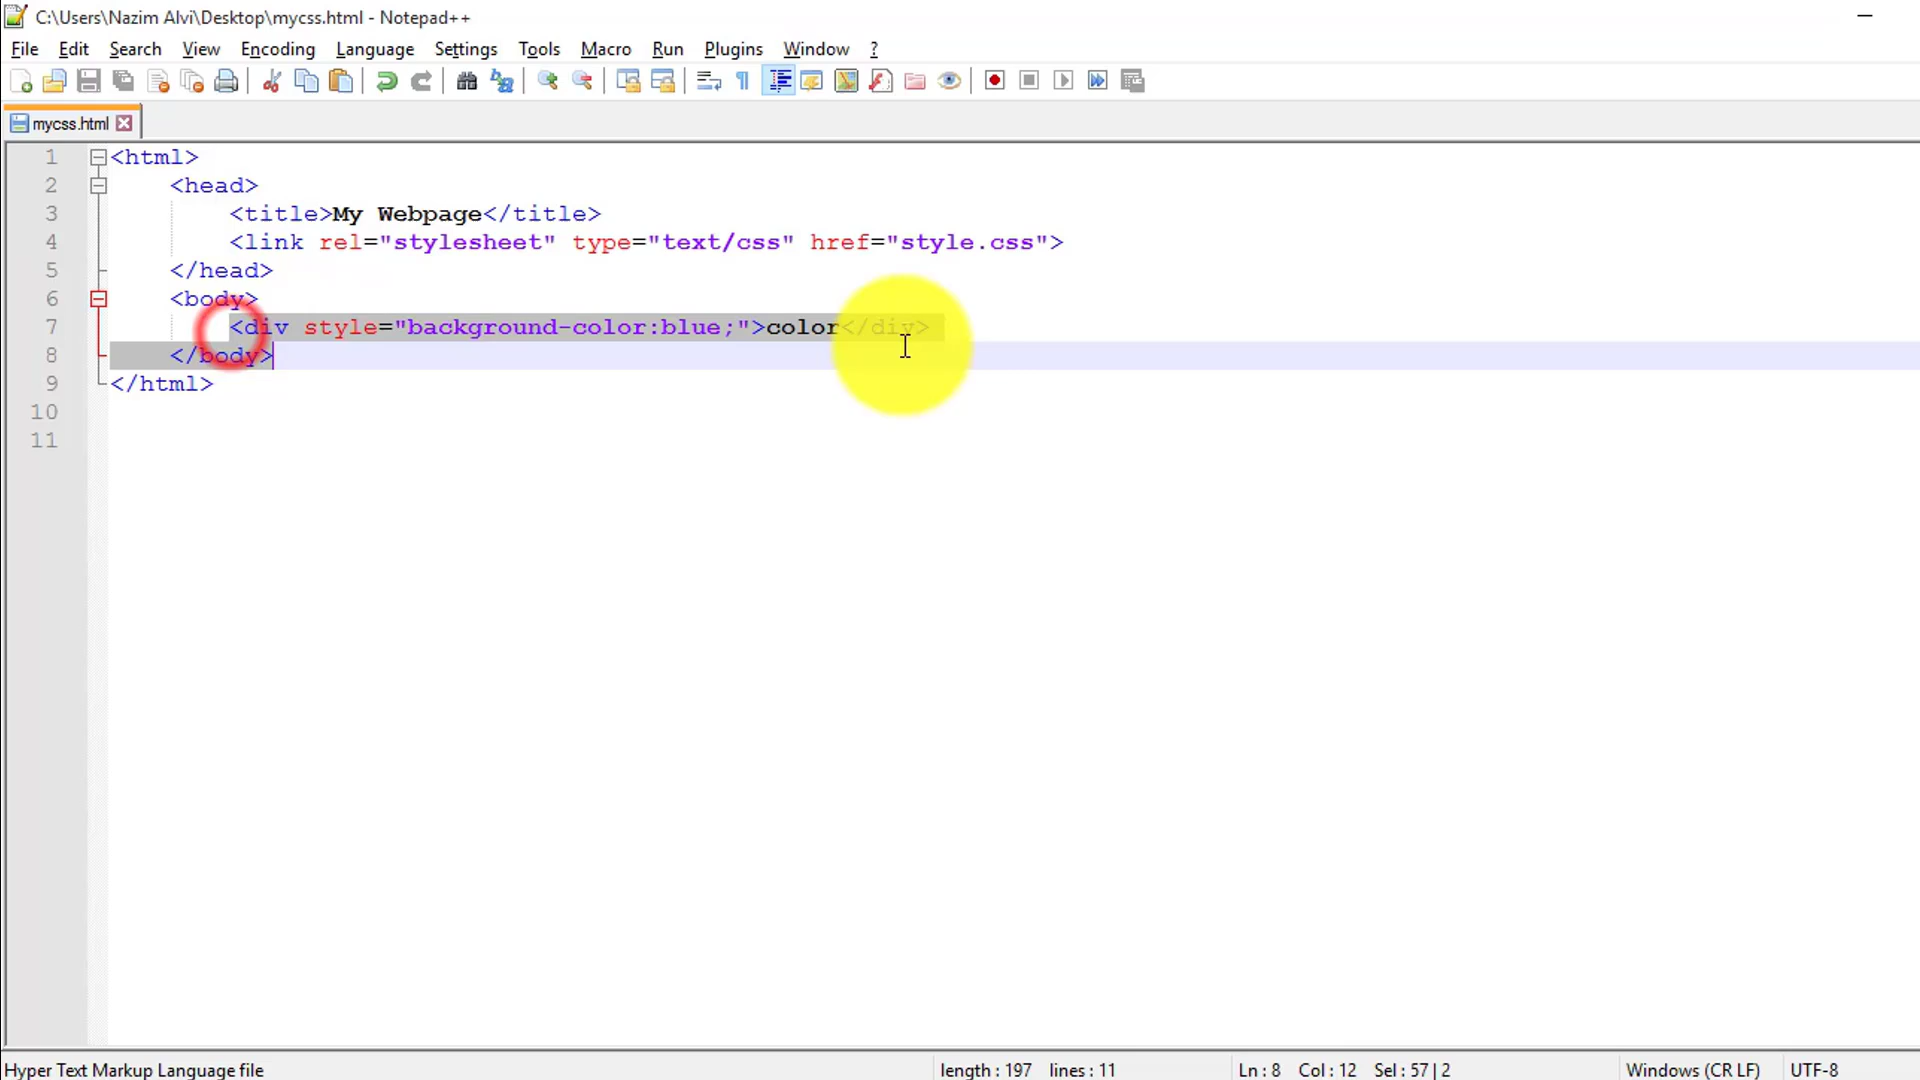 C:\Users\Nazim Alvi\Desktop\mycss.html - Notepad++
File Edit Search View Encoding Language Settings Tools Macro Run Plugins Window ?
mycss.html
1 <html>
2 <head>
3 <title>My Webpage</title>
4 <link rel="stylesheet" type="text/css" href="style.css">
5 </head>
6 <body>
7 <div style="background-color:blue;">color</div>
8 </body>
9 </html>
10
11
Hyper Text Markup Language file length : 197 lines : 11 Ln : 8 Col : 12 Sel : 57 | 2 Windows (CR LF) UTF-8